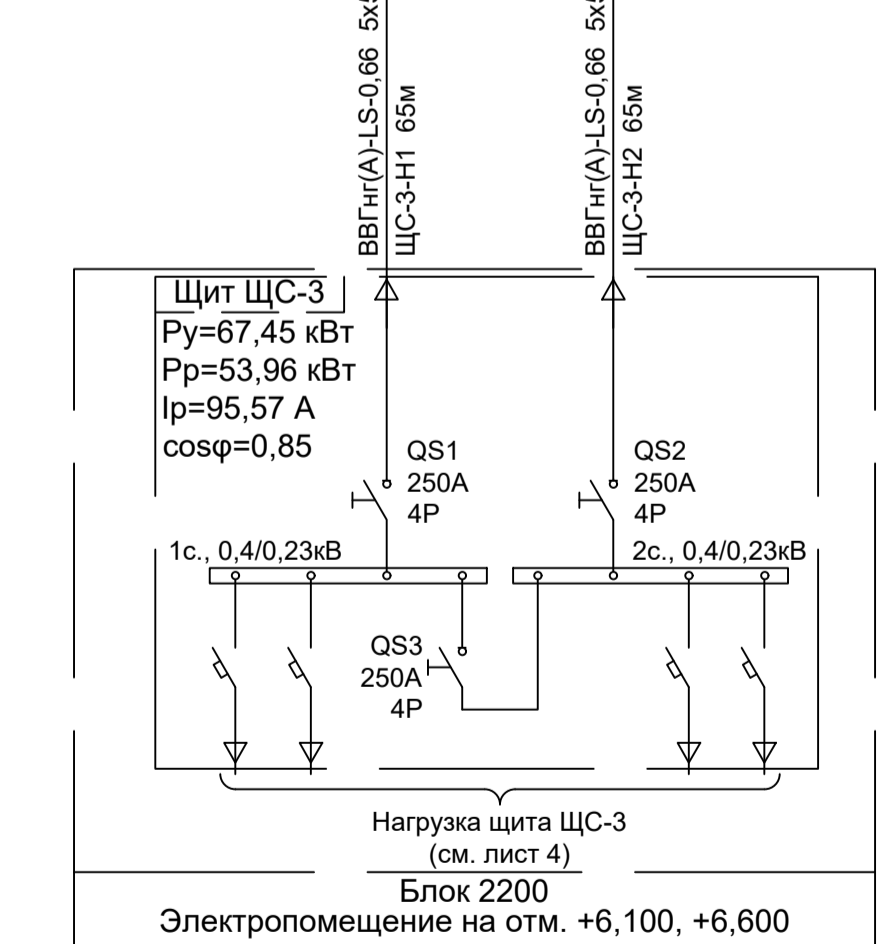 ВВГнг(А)-LS-0,66
ЩС-3-Н1 65м
ВВГнг(А)-LS-0,66
ЩС-3-Н2 65м
Щит ЩС-3
Ру=67,45 кВт
Рр=53,96 кВт
Iр=95,57 А
cosφ=0,85
QS1
250А
4Р
QS2
250А
4Р
1с., 0,4/0,23кВ
2с., 0,4/0,23кВ
QS3
250А
4Р
Нагрузка щита ЩС-3
(см. лист 4)
Блок 2200
Электропомещение на отм. +6,100, +6,600